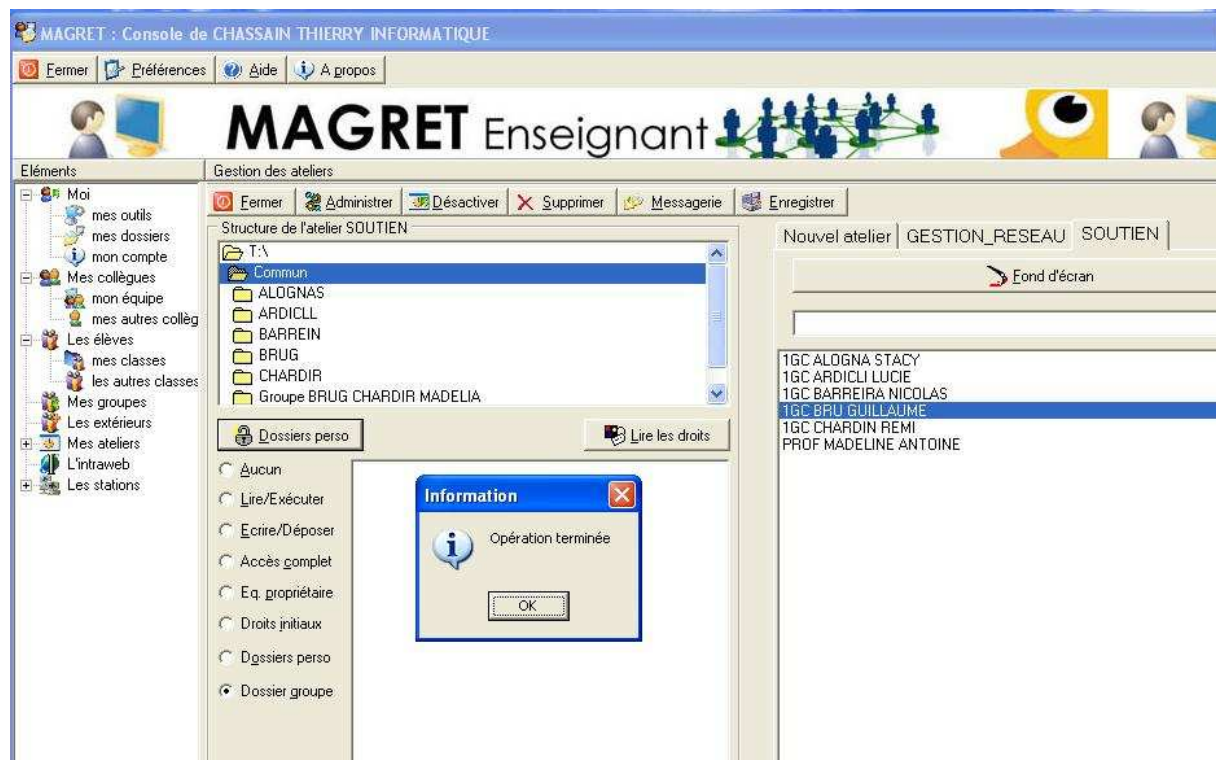 MAGRET : Console de CHASSAIN THIERRY INFORMATIQUE
Fermer Préférences Aide A propos
MAGRET Enseignant
Eléments
Moi
mes outils
mes dossiers
mon compte
Mes collègues
mon équipe
mes autres collèg
Les élèves
mes classes
les autres classes
Mes groupes
Les extérieurs
Mes ateliers
L'intraweb
Les stations
Gestion des ateliers
Fermer Administrer Désactiver Supprimer Messagerie Enregistrer
Structure de l'atelier SOUTIEN
T:\
Commun
ALOGNAS
ARDICLL
BARREIN
BRUG
CHARDIR
Groupe BRUG CHARDIR MADELIA
Dossiers perso Lire les droits
Aucun
Lire/Exécuter
Ecrire/Déposer
Accès complet
Eq. propriétaire
Droits initiaux
Dossiers perso
Dossier groupe
Information
Opération terminée
OK
Nouvel atelier GESTION_RESEAU SOUTIEN
Fond d'écran
1GC ALOGNA STACY
1GC ARDICLI LUCIE
1GC BARREIRA NICOLAS
1GC BRU GUILLAUME
1GC CHARDIN REMI
PROF MADELINE ANTOINE